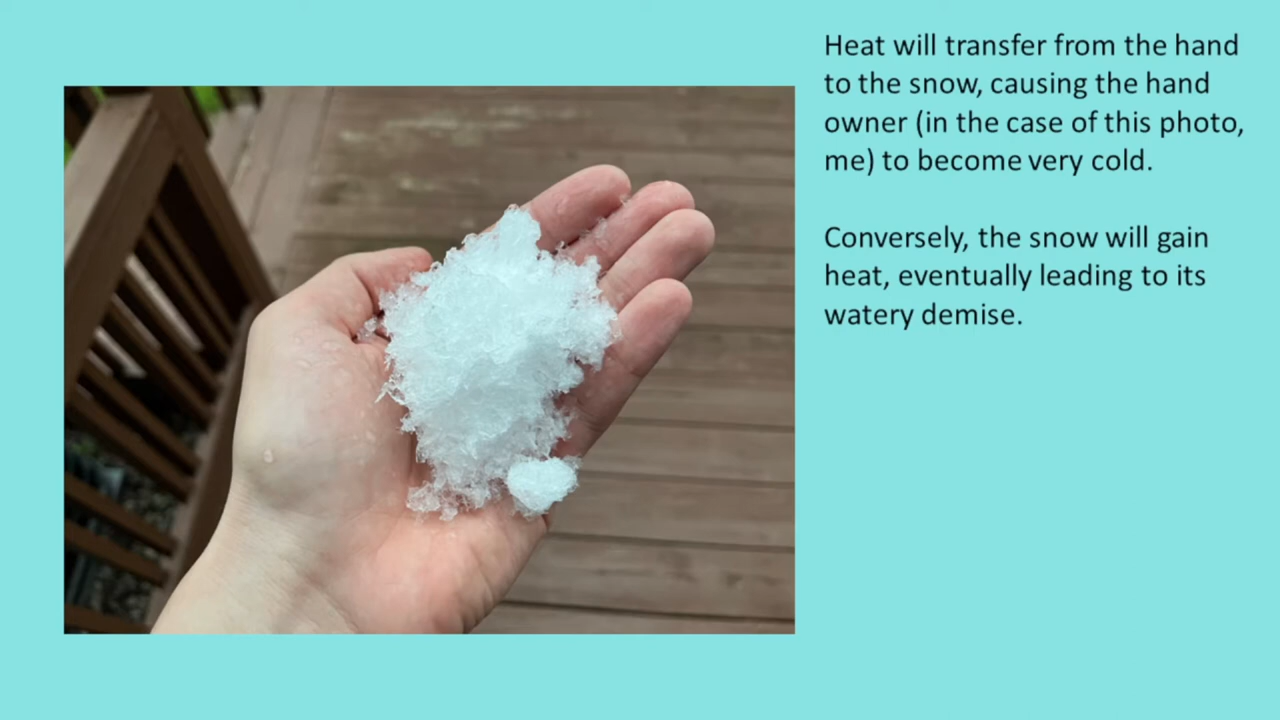 Heat will transfer from the hand
to the snow, causing the hand
owner (in the case of this photo,
me) to become very cold.
Conversely, the snow will gain
heat, eventually leading to its
watery demise.